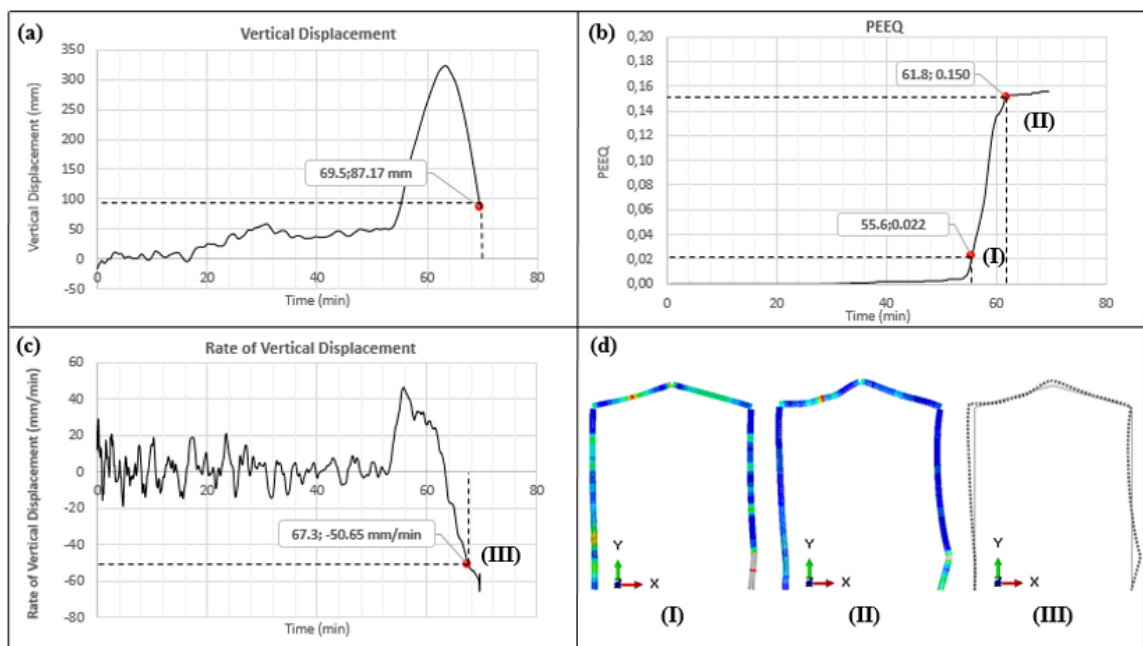 (a)
Vertical Displacement
Vertical Displacement (mm)
350
300
250
200
150
100
50
0
-50
69.5;87.17 mm
0
20
40
60
80
Time (min)
(b)
PEEQ
PEEQ
0,20
0,18
0,16
0,14
0,12
0,10
0,08
0,06
0,04
0,02
0,00
61.8; 0.150
(II)
55.6;0.022
(I)
0
20
40
60
80
Time (min)
(c)
Rate of Vertical Displacement
Rate of Vertical Displacement (mm/min)
60
40
20
0
-20
-40
-60
-80
0
20
40
60
80
67.3; -50.65 mm/min
(III)
Time (min)
(d)
Y
Z
X
(I)
Y
Z
X
(II)
Y
Z
X
(III)